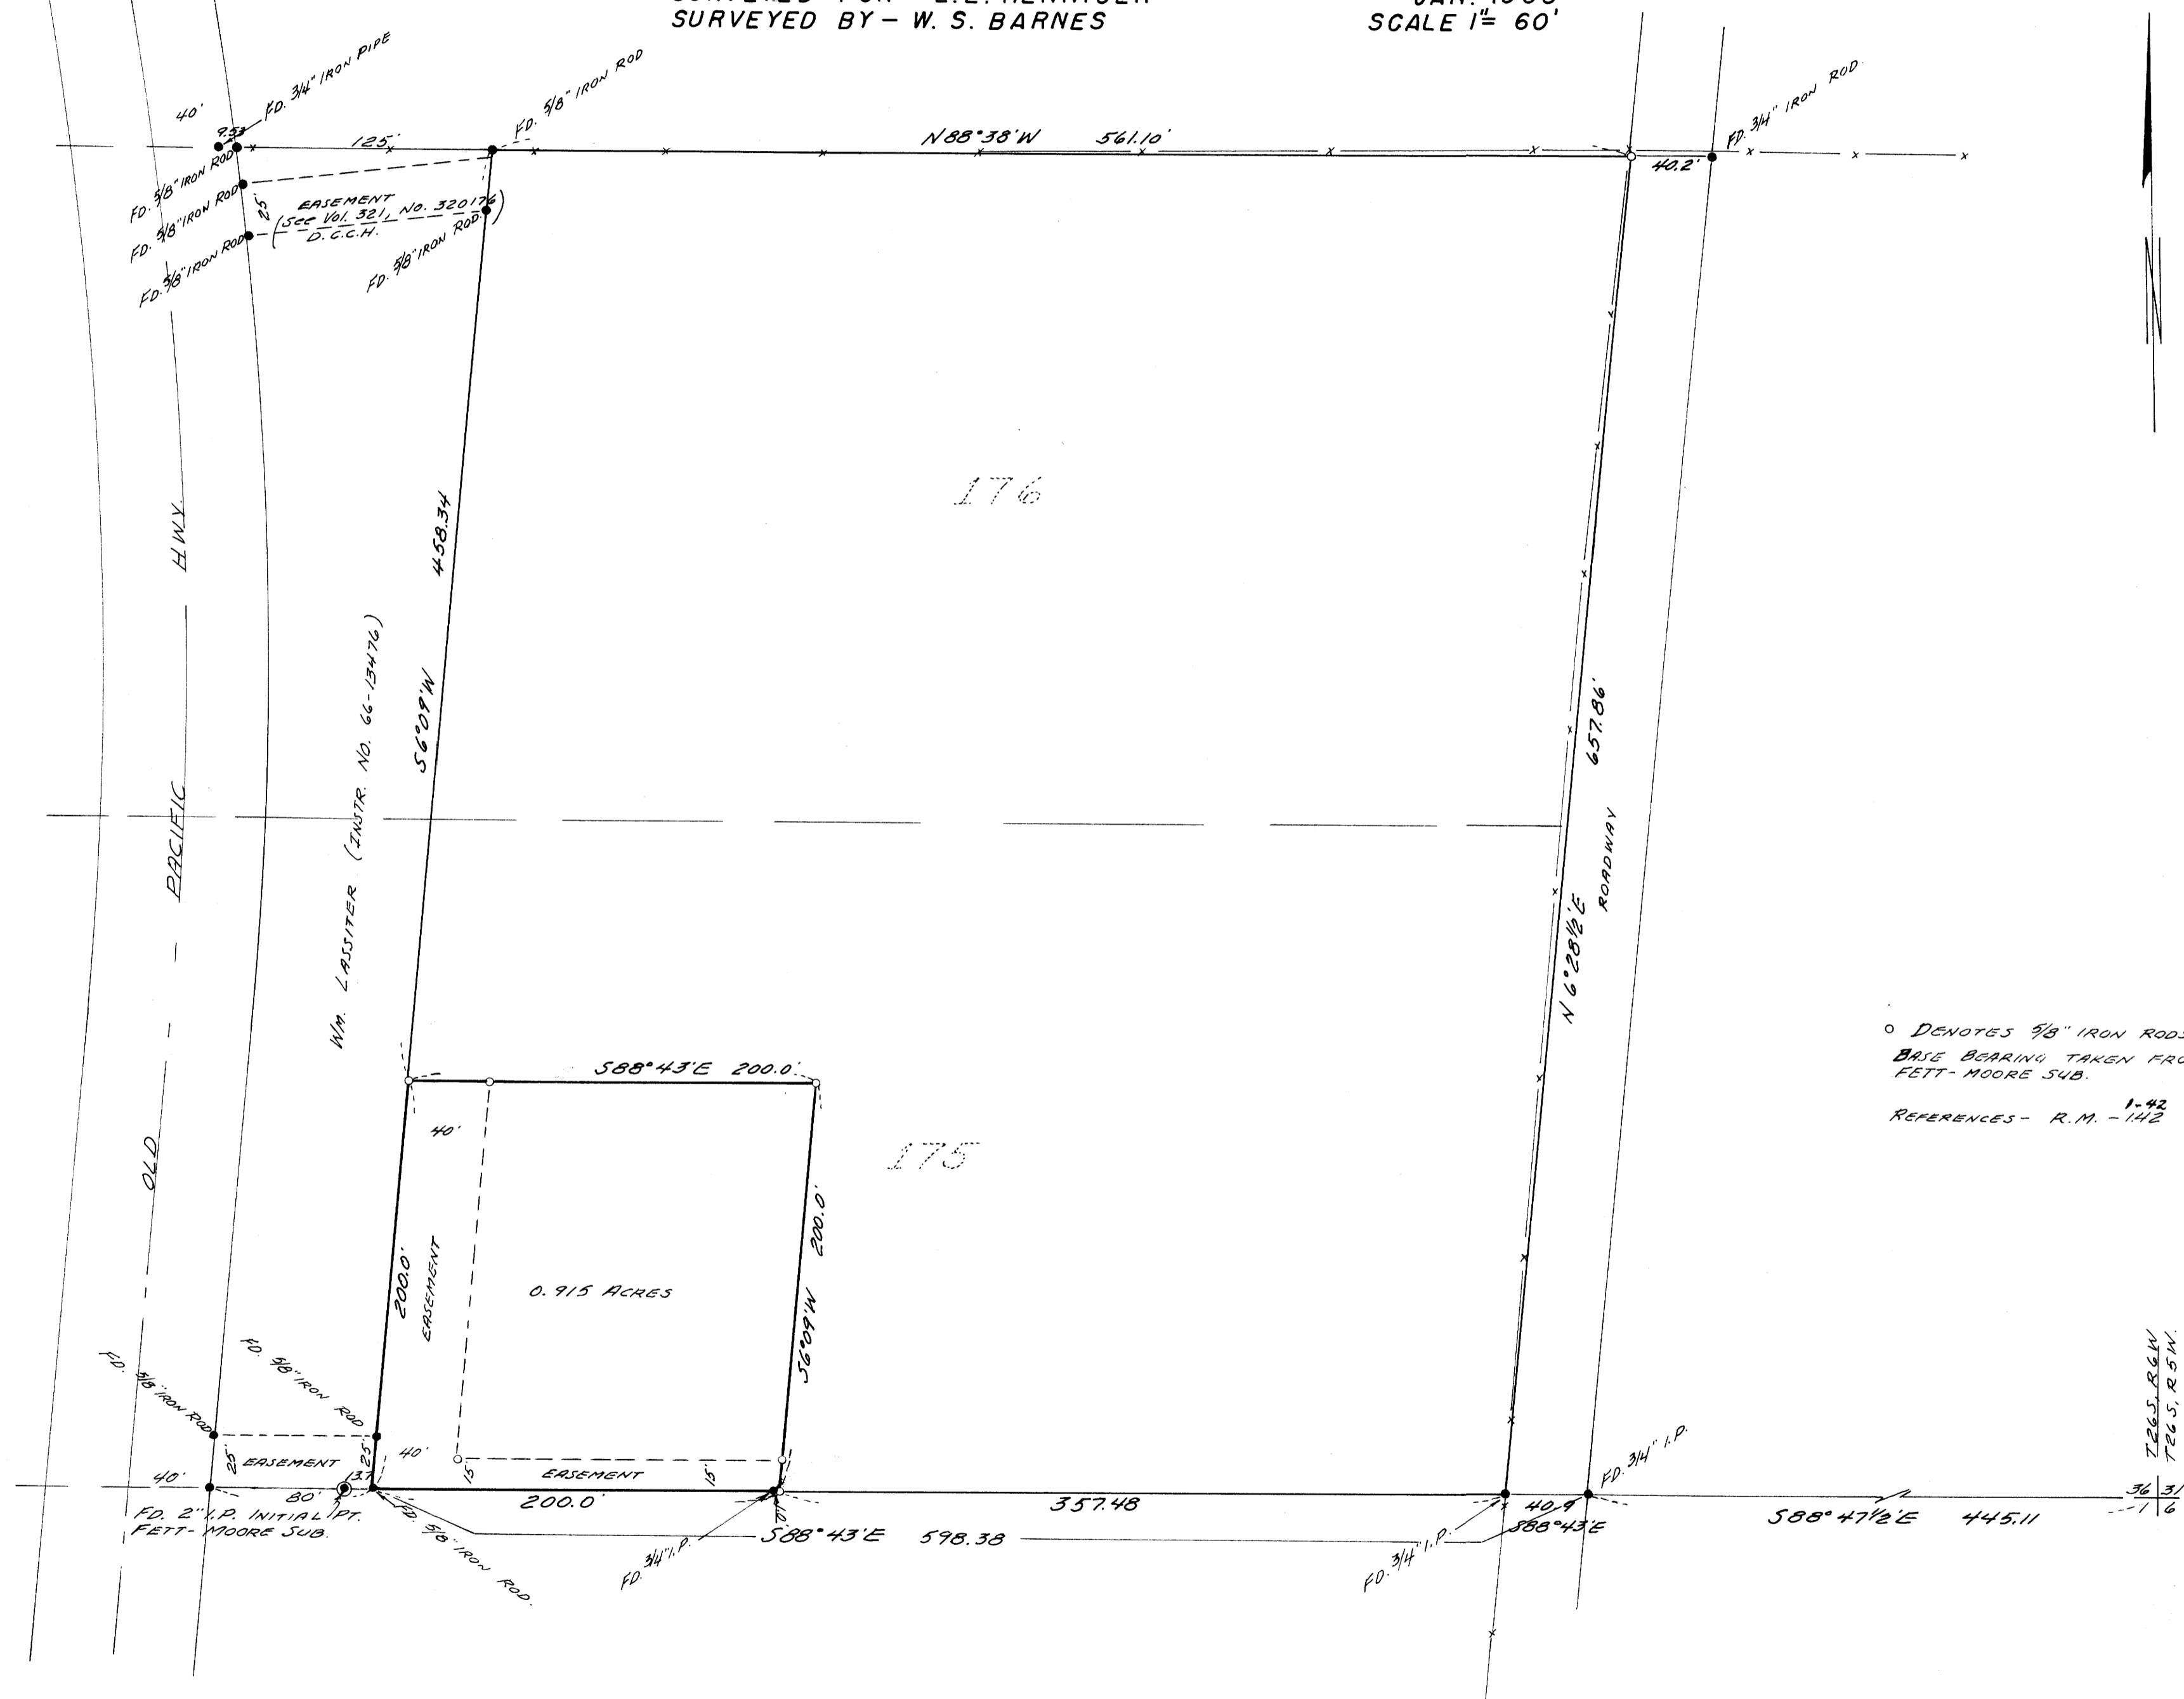 SURVEYED BY - W. S. BARNES
SCALE 1"= 60'
40'
9.53
FD. 3/4" IRON PIPE
125'
FD. 5/8" IRON ROD
N88°38'W 561.10'
40.2'
FD. 3/4" IRON ROD
FD. 5/8" IRON ROD
FD. 5/8" IRON ROD
FD. 5/8" IRON ROD
25'
EASEMENT
(See Vol. 321, No. 320176)
D.C.C.H.
FD. 5/8" IRON ROD
176
458.34
S6°09'W
WM. LASSITER (INSTR. NO. 66-13476)
OLD PACIFIC HWY.
657.86'
N 6°28½'E
ROADWAY
DENOTES 5/8" IRON RODS
BASE BEARING TAKEN
FETT-MOORE SUB.
REFERENCES - R.M. - 142
1-42
S88°43'E 200.0'
40'
175
200.0'
EASEMENT
0.915 ACRES
200.0'
S6°09'W
FD. 5/8" IRON ROD
FD. 5/8" IRON ROD
25'
EASEMENT
25'
40'
40'
80'
13.7
15'
EASEMENT
15'
FD. 2" I.P. INITIAL PT.
FETT-MOORE SUB.
200.0'
FD. 5/8" IRON ROD.
FD. 3/4" I.P.
357.48
S88°43'E 598.38
FD. 3/4" I.P.
40.9
S88°43'E
FD. 3/4" I.P.
S88°47½'E 445.11
T26S, R6W
T26S, R5W.
36 31
1 6